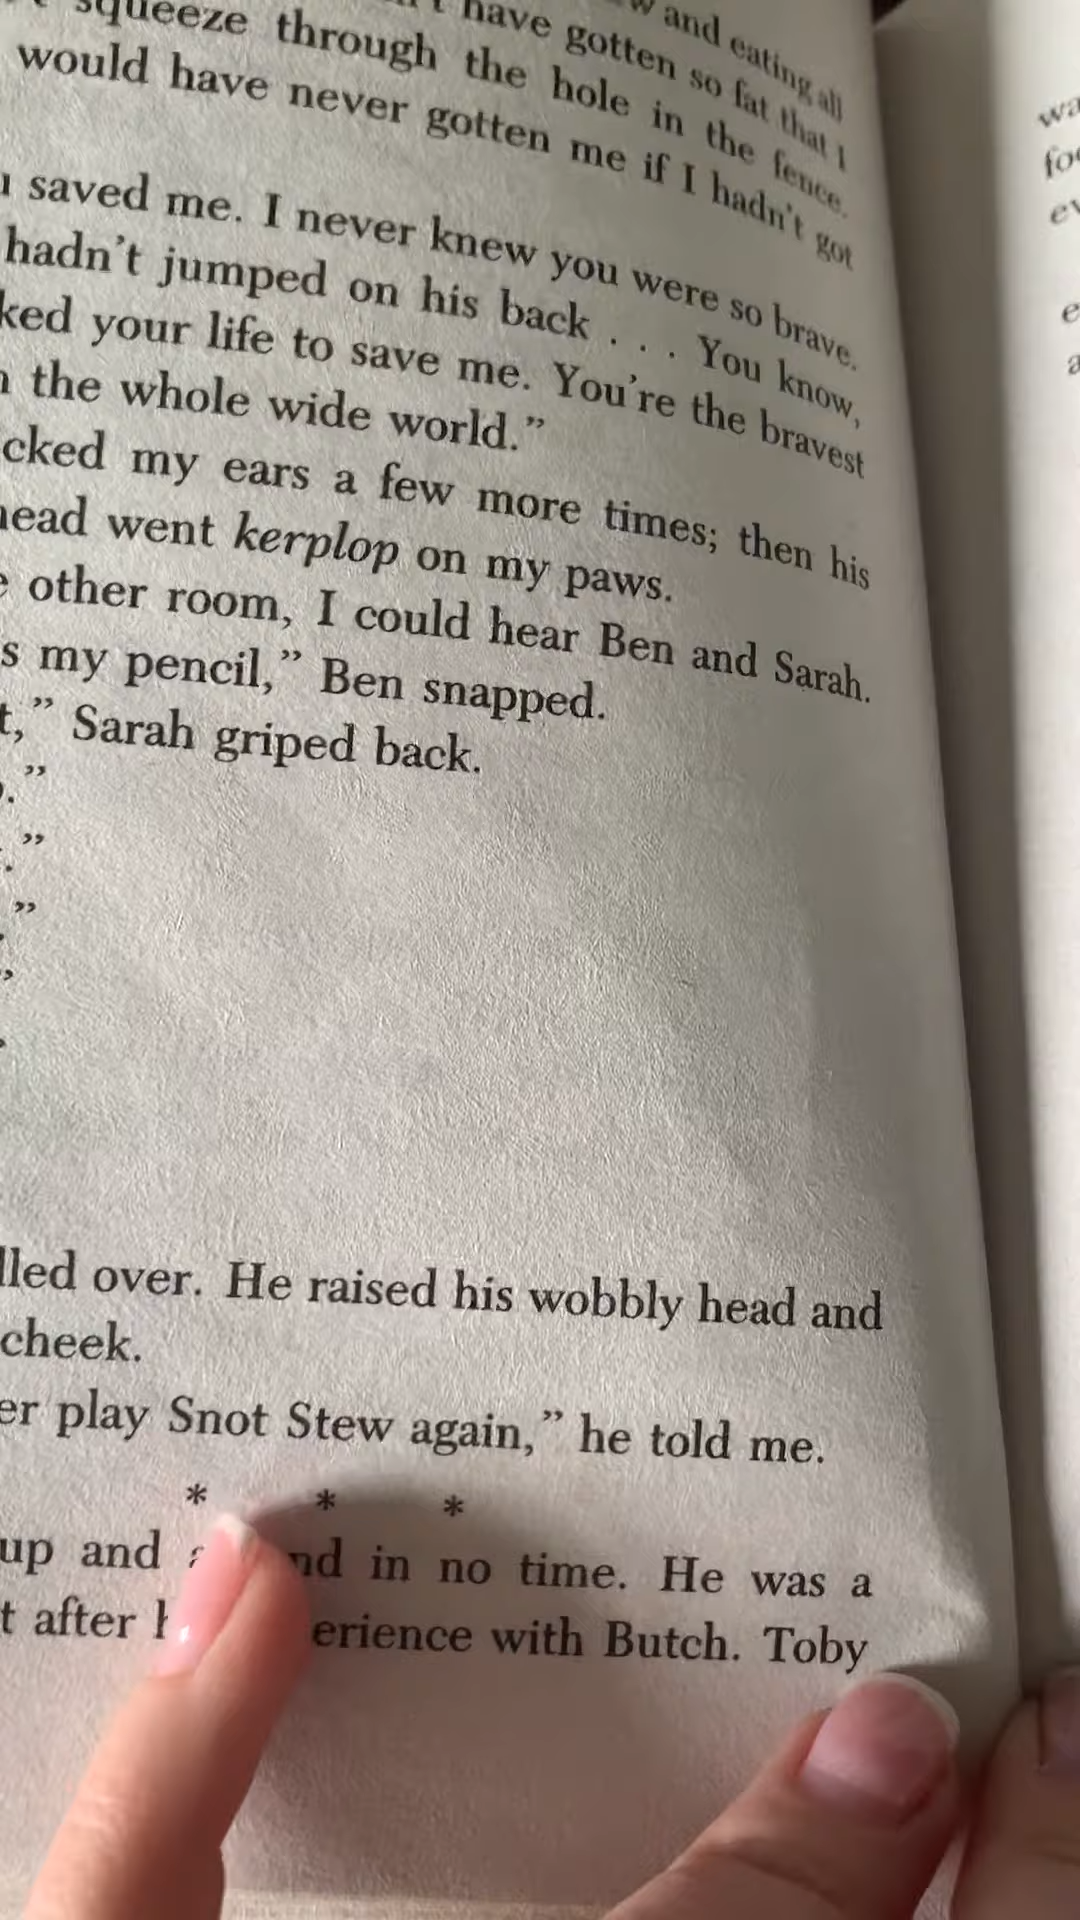 and eating all
have gotten so fat that I
squeeze through the hole in the fence.
would have never gotten me if I hadn't got
saved me. I never knew you were so brave.
hadn't jumped on his back . . . You know,
ked your life to save me. You're the bravest
the whole wide world.”
cked my ears a few more times; then his
ead went kerplop on my paws.
other room, I could hear Ben and Sarah.
s my pencil,” Ben snapped.
t,” Sarah griped back.
.”
.”
”
lled over. He raised his wobbly head and
cheek.
er play Snot Stew again,” he told me.
* * *
up and nd in no time. He was a
t after erience with Butch. Toby